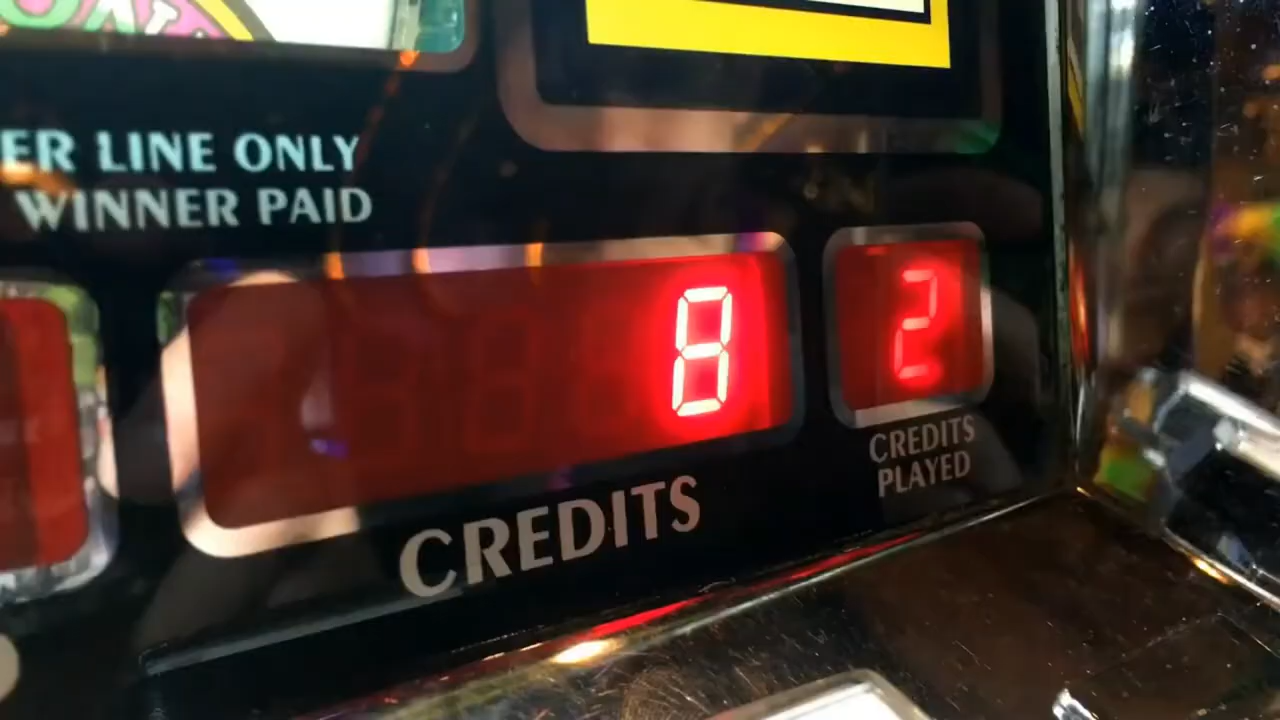 ER LINE ONLY
WINNER PAID
8
2
CREDITS
CREDITS
PLAYED